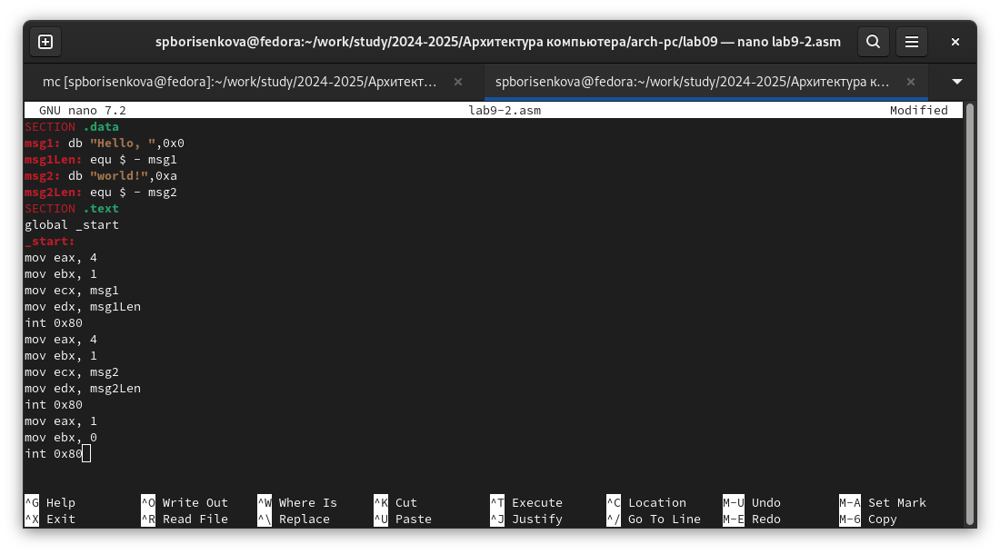 spborisenkova@fedora:~/work/study/2024-2025/Архитектура компьютера/arch-pc/lab09 — nano lab9-2.asm
mc [spborisenkova@fedora]:~/work/study/2024-2025/Архитект...
spborisenkova@fedora:~/work/study/2024-2025/Архитектура к...
GNU nano 7.2 lab9-2.asm Modified
SECTION .data
msg1: db "Hello, ",0x0
msg1Len: equ $ - msg1
msg2: db "world!",0xa
msg2Len: equ $ - msg2
SECTION .text
global _start
_start:
mov eax, 4
mov ebx, 1
mov ecx, msg1
mov edx, msg1Len
int 0x80
mov eax, 4
mov ebx, 1
mov ecx, msg2
mov edx, msg2Len
int 0x80
mov eax, 1
mov ebx, 0
int 0x80
^G Help ^O Write Out ^W Where Is ^K Cut ^T Execute ^C Location M-U Undo M-A Set Mark
^X Exit ^R Read File ^\ Replace ^U Paste ^J Justify ^/ Go To Line M-E Redo M-6 Copy